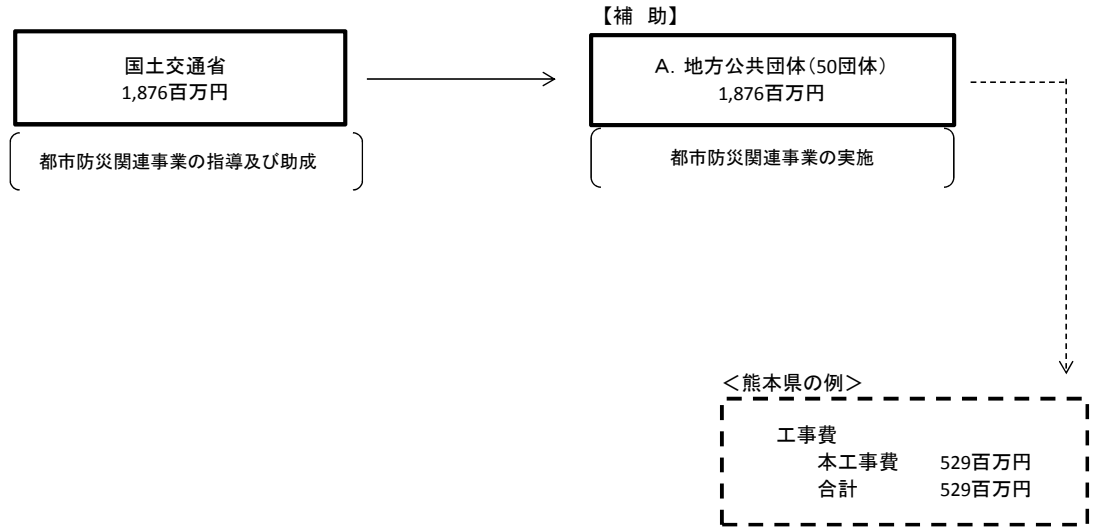 【補 助】
国土交通省
1,876百万円
A. 地方公共団体（50団体）
1,876百万円
都市防災関連事業の指導及び助成
都市防災関連事業の実施
＜熊本県の例＞
工事費
本工事費 529百万円
合計 529百万円